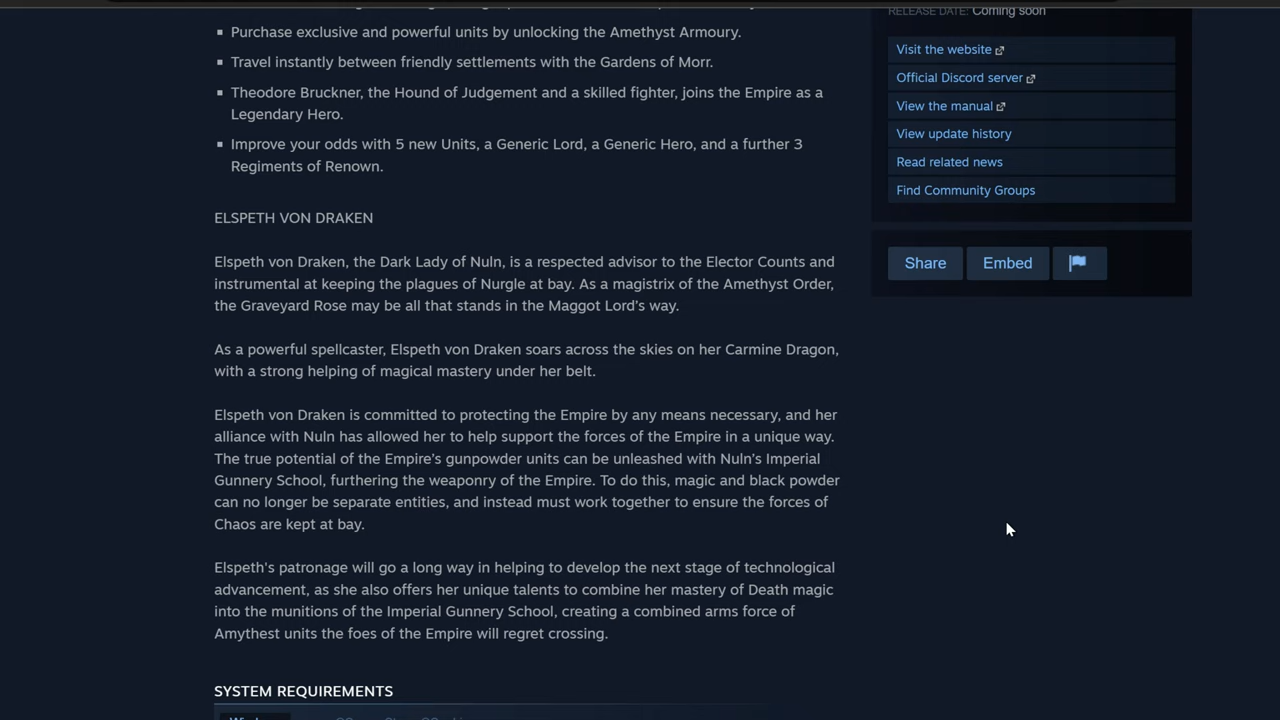 RELEASE DATE: Coming soon
Purchase exclusive and powerful units by unlocking the Amethyst Armoury.
Travel instantly between friendly settlements with the Gardens of Morr.
Theodore Bruckner, the Hound of Judgement and a skilled fighter, joins the Empire as a
Legendary Hero.
Improve your odds with 5 new Units, a Generic Lord, a Generic Hero, and a further 3
Regiments of Renown.
ELSPETH VON DRAKEN
Elspeth von Draken, the Dark Lady of Nuln, is a respected advisor to the Elector Counts and
instrumental at keeping the plagues of Nurgle at bay. As a magistrix of the Amethyst Order,
the Graveyard Rose may be all that stands in the Maggot Lord’s way.
As a powerful spellcaster, Elspeth von Draken soars across the skies on her Carmine Dragon,
with a strong helping of magical mastery under her belt.
Elspeth von Draken is committed to protecting the Empire by any means necessary, and her
alliance with Nuln has allowed her to help support the forces of the Empire in a unique way.
The true potential of the Empire’s gunpowder units can be unleashed with Nuln’s Imperial
Gunnery School, furthering the weaponry of the Empire. To do this, magic and black powder
can no longer be separate entities, and instead must work together to ensure the forces of
Chaos are kept at bay.
Elspeth's patronage will go a long way in helping to develop the next stage of technological
advancement, as she also offers her unique talents to combine her mastery of Death magic
into the munitions of the Imperial Gunnery School, creating a combined arms force of
Amythest units the foes of the Empire will regret crossing.
SYSTEM REQUIREMENTS
Visit the website
Official Discord server
View the manual
View update history
Read related news
Find Community Groups
Share
Embed